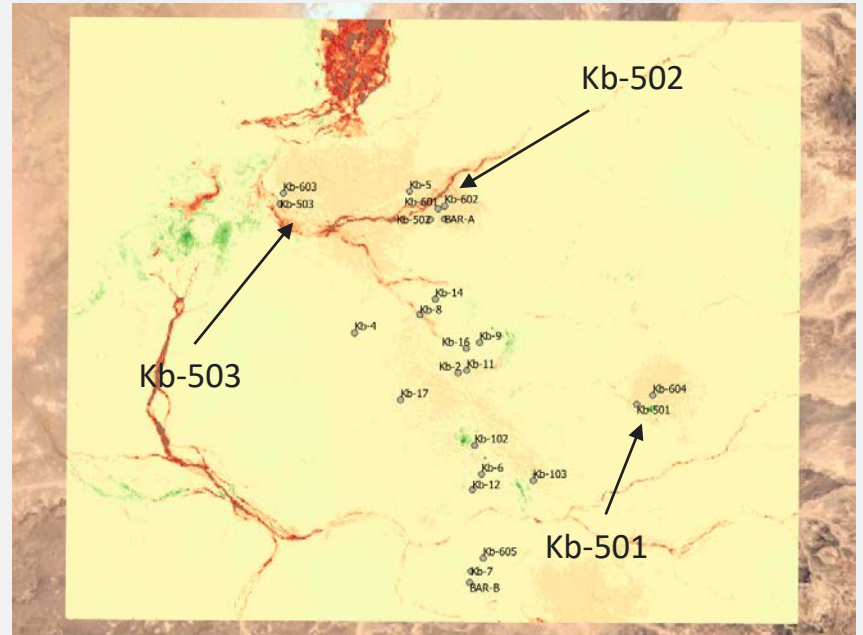 Kb-502
Kb-603
Kb-503
Kb-5
Kb-601
Kb-602
Kb-502
BAR-A
Kb-14
Kb-8
Kb-4
Kb-9
Kb-16
Kb-503
Kb-2
Kb-11
Kb-17
Kb-604
Kb-501
Kb-102
Kb-6
Kb-103
Kb-12
Kb-501
Kb-605
Kb-7
BAR-B